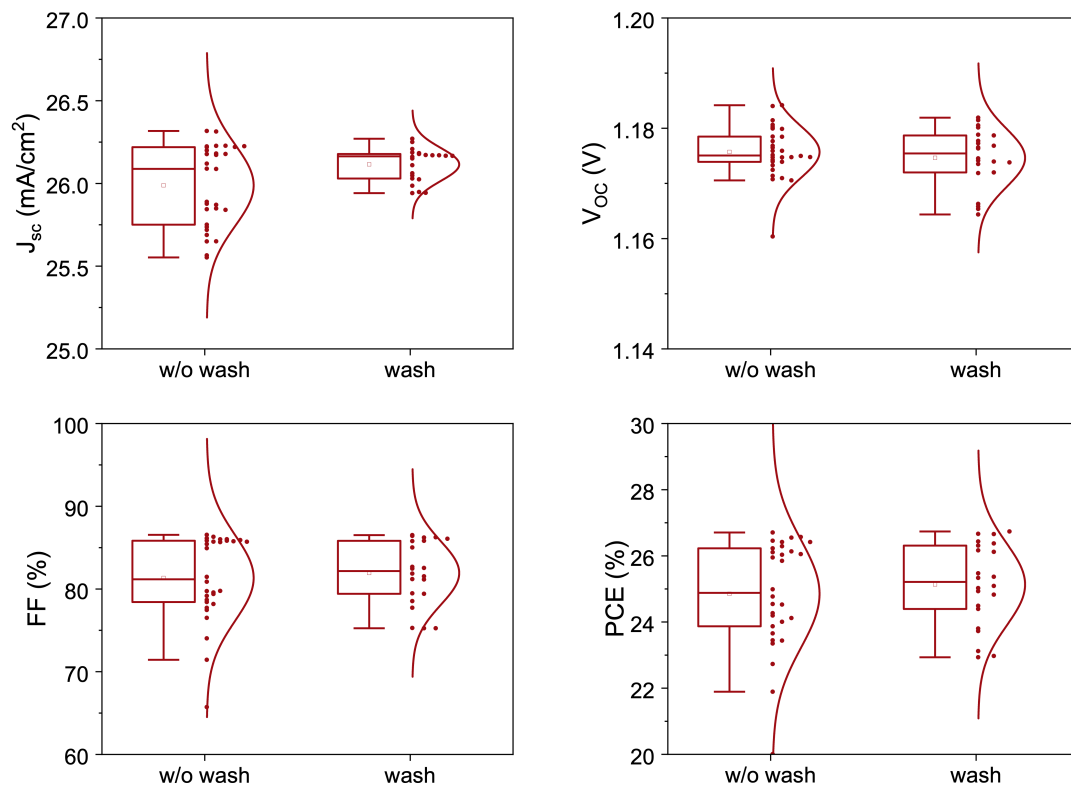 27.0
26.5
26.0
25.5
25.0
J_sc (mA/cm²)
w/o wash
wash
1.20
1.18
1.16
1.14
V_OC (V)
w/o wash
wash
100
90
80
70
60
FF (%)
w/o wash
wash
30
28
26
24
22
20
PCE (%)
w/o wash
wash